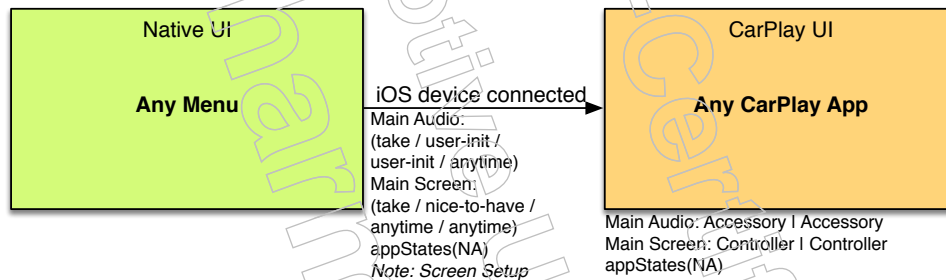 Native UI
CarPlay UI
Any Menu
iOS device connected
Any CarPlay App
Main Audio:
(take / user-init /
user-init / anytime)
Main Screen:
(take / nice-to-have /
anytime / anytime)
appStates(NA)
Note: Screen Setup
Main Audio: Accessory | Accessory
Main Screen: Controller | Controller
appStates(NA)